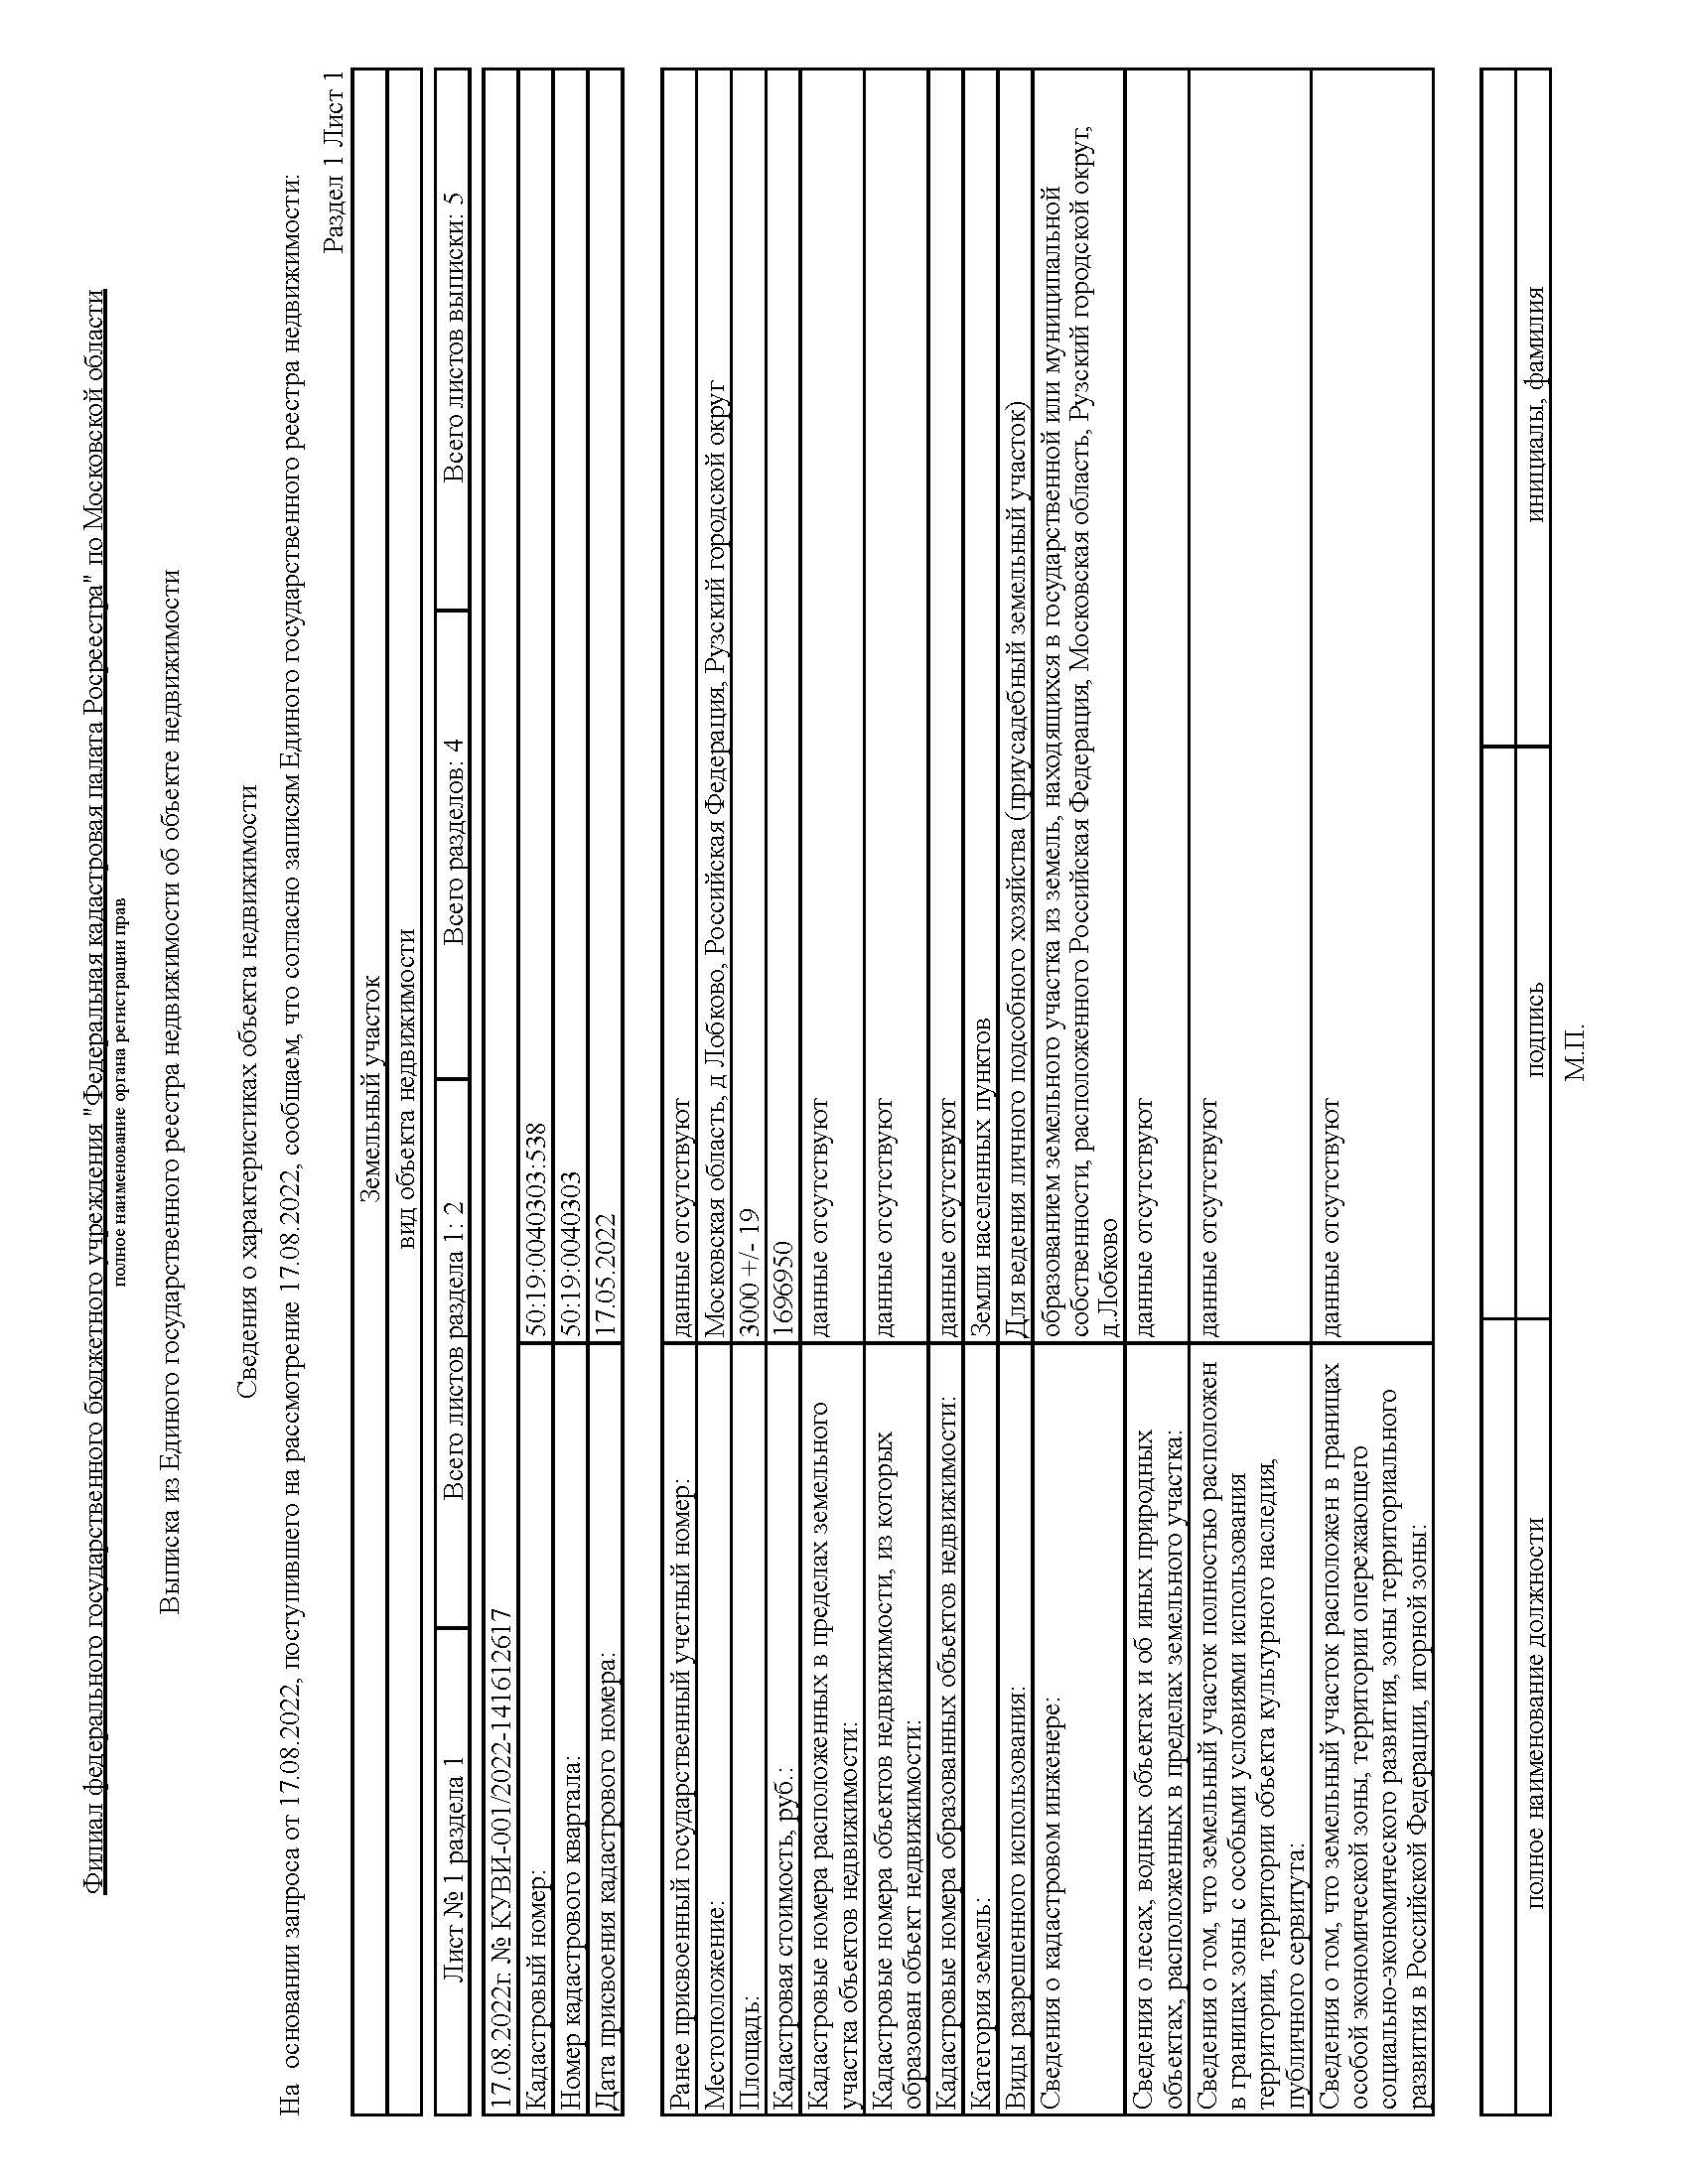 Филиал федерального государственного бюджетного учреждения "Федеральная кадастровая палата Росреестра" по Московской области
полное наименование органа регистрации прав
Выписка из Единого государственного реестра недвижимости об объекте недвижимости
Сведения о характеристиках объекта недвижимости
На основании запроса от 17.08.2022, поступившего на рассмотрение 17.08.2022, сообщаем, что согласно записям Единого государственного реестра недвижимости:
Раздел 1 Лист 1
Земельный участок
вид объекта недвижимости
Лист № 1 раздела 1 Всего листов раздела 1: 2 Всего разделов: 4 Всего листов выписки: 5
17.08.2022г. № КУВИ-001/2022-141612617
Кадастровый номер: 50:19:0040303:538
Номер кадастрового квартала: 50:19:0040303
Дата присвоения кадастрового номера: 17.05.2022
Ранее присвоенный государственный учетный номер: данные отсутствуют
Местоположение: Московская область, д Лобково, Российская Федерация, Рузский городской округ
Площадь: 3000 +/- 19
Кадастровая стоимость, руб.: 1696950
Кадастровые номера расположенных в пределах земельного данные отсутствуют
участка объектов недвижимости:
Кадастровые номера объектов недвижимости, из которых данные отсутствуют
образован объект недвижимости:
Кадастровые номера образованных объектов недвижимости: данные отсутствуют
Категория земель: Земли населенных пунктов
Виды разрешенного использования: Для ведения личного подсобного хозяйства (приусадебный земельный участок)
Сведения о кадастровом инженере: образованием земельного участка из земель, находящихся в государственной или муниципальной
собственности, расположенного Российская Федерация, Московская область, Рузский городской округ,
д.Лобково
Сведения о лесах, водных объектах и об иных природных данные отсутствуют
объектах, расположенных в пределах земельного участка:
Сведения о том, что земельный участок полностью расположен данные отсутствуют
в границах зоны с особыми условиями использования
территории, территории объекта культурного наследия,
публичного сервитута:
Сведения о том, что земельный участок расположен в границах данные отсутствуют
особой экономической зоны, территории опережающего
социально-экономического развития, зоны территориального
развития в Российской Федерации, игорной зоны:
полное наименование должности подпись инициалы, фамилия
М.П.